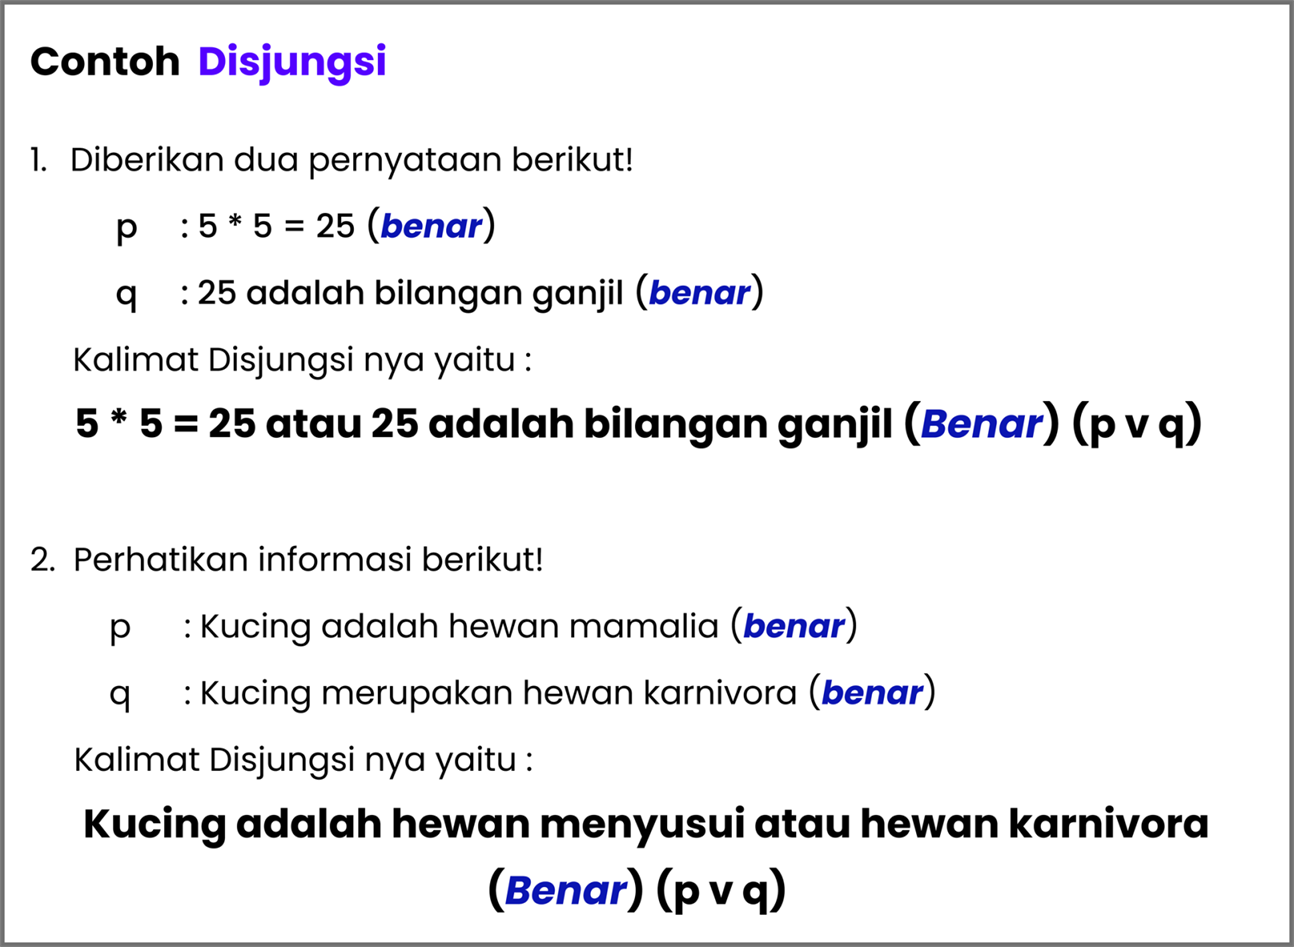 Contoh Disjungsi
1. Diberikan dua pernyataan berikut!
p : 5 * 5 = 25 (benar)
q : 25 adalah bilangan ganjil (benar)
Kalimat Disjungsi nya yaitu :
5 * 5 = 25 atau 25 adalah bilangan ganjil (Benar) (p v q)
2. Perhatikan informasi berikut!
p : Kucing adalah hewan mamalia (benar)
q : Kucing merupakan hewan karnivora (benar)
Kalimat Disjungsi nya yaitu :
Kucing adalah hewan menyusui atau hewan karnivora
(Benar) (p v q)